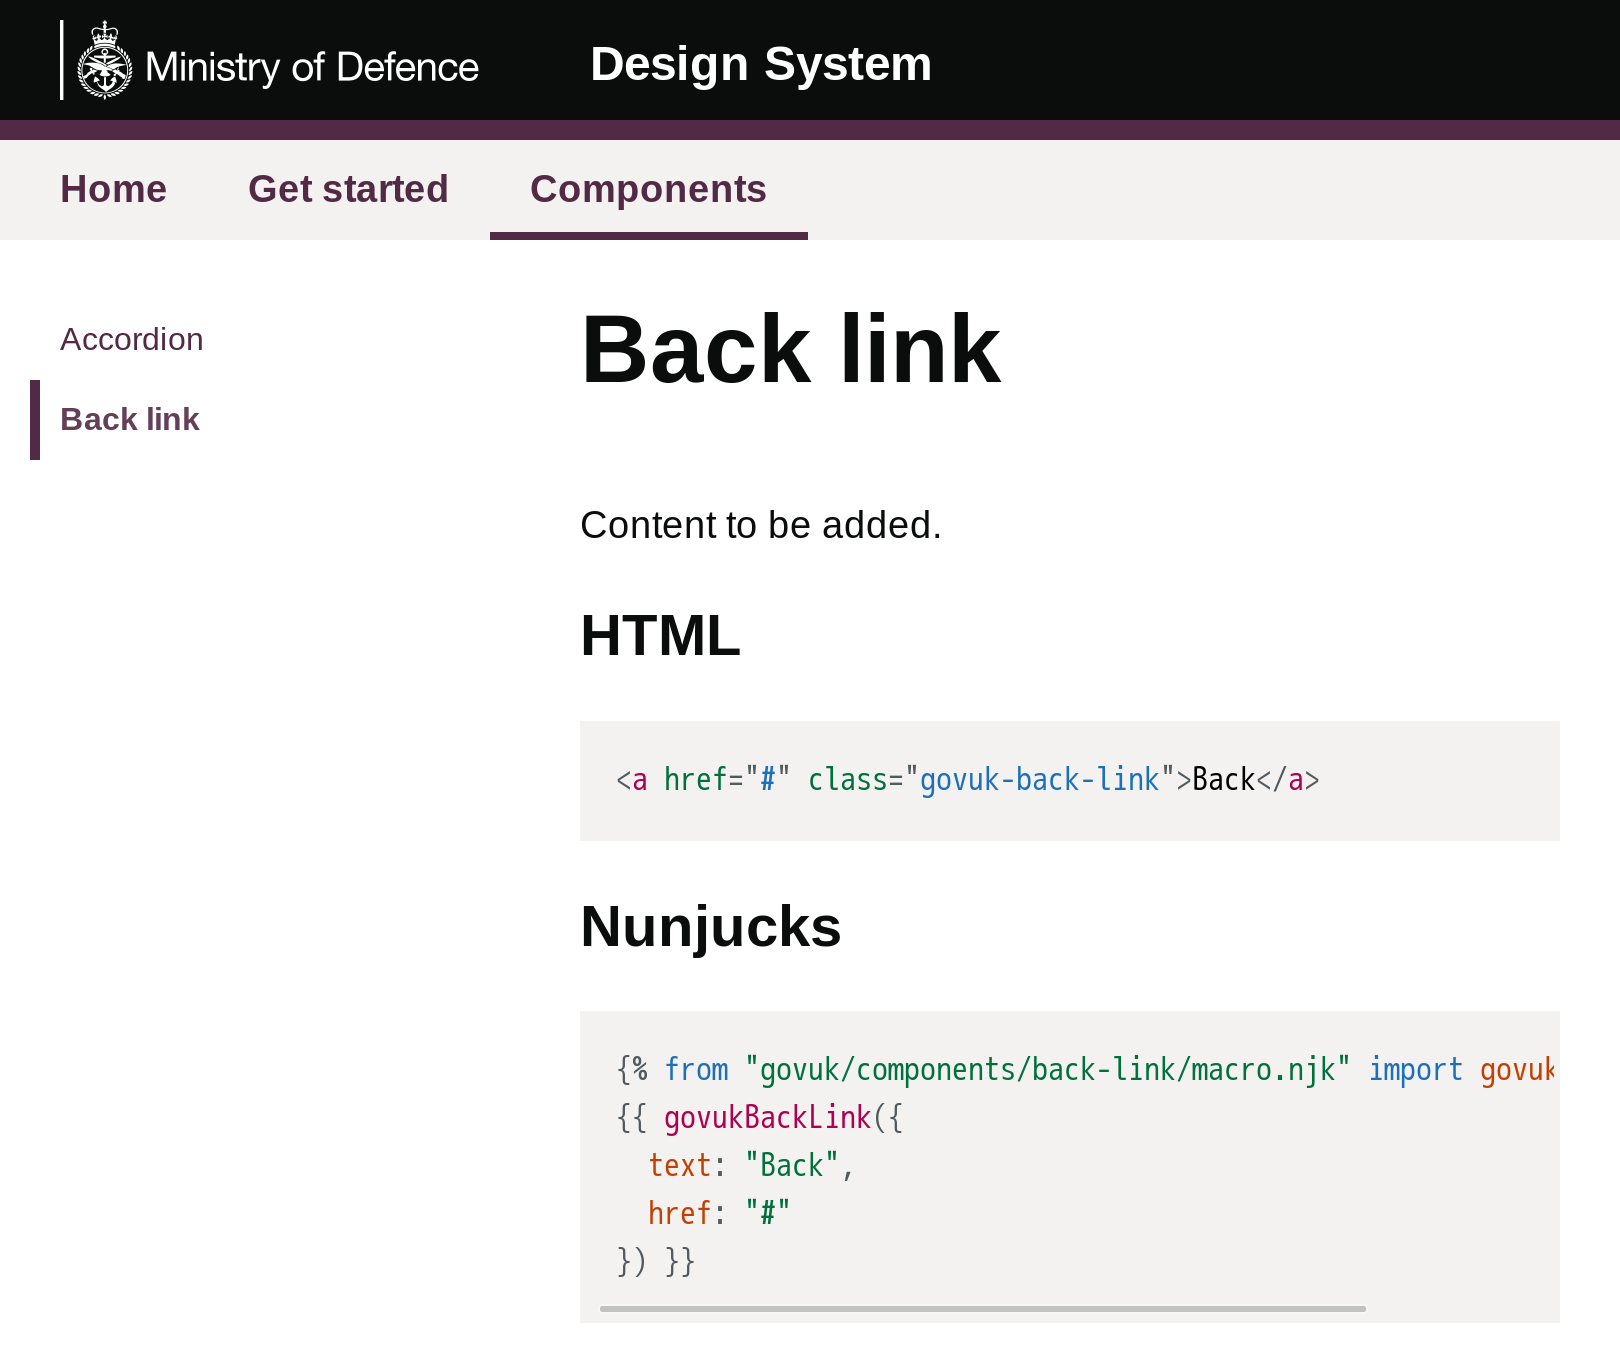 Ministry of Defence
Design System
Home Get started Components
Accordion
Back link
Back link
Content to be added.
HTML
<a href="#" class="govuk-back-link">Back</a>
Nunjucks
{% from "govuk/components/back-link/macro.njk" import govuk
{{ govukBackLink({
  text: "Back",
  href: "#"
}) }}